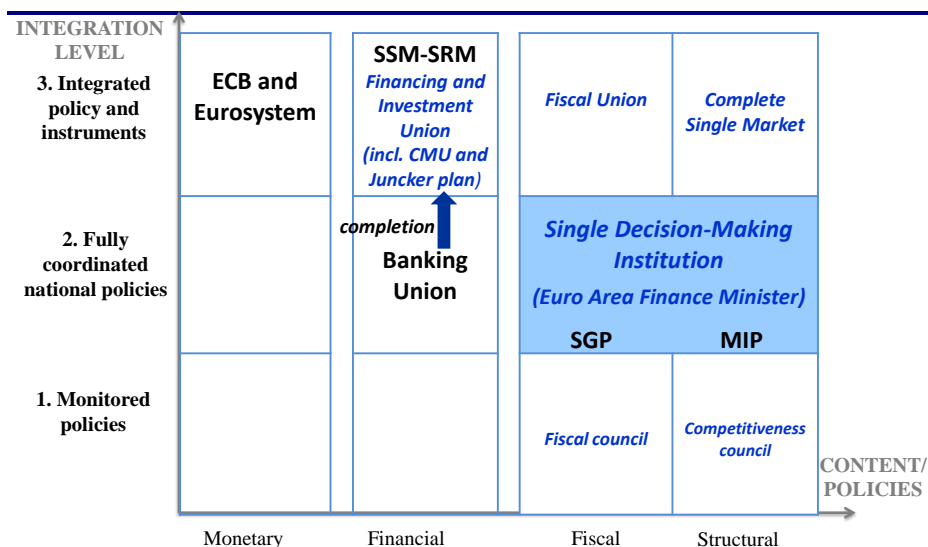 INTEGRATION
LEVEL
3. Integrated
policy and
instruments
ECB and
Eurosystem
SSM-SRM
Financing and
Investment
Union
(incl. CMU and
Juncker plan)
Fiscal Union
Complete
Single Market
2. Fully
coordinated
national policies
completion
Banking
Union
Single Decision-Making
Institution
(Euro Area Finance Minister)
SGP
MIP
1. Monitored
policies
Fiscal council
Competitiveness
council
CONTENT/
POLICIES
Monetary
Financial
Fiscal
Structural